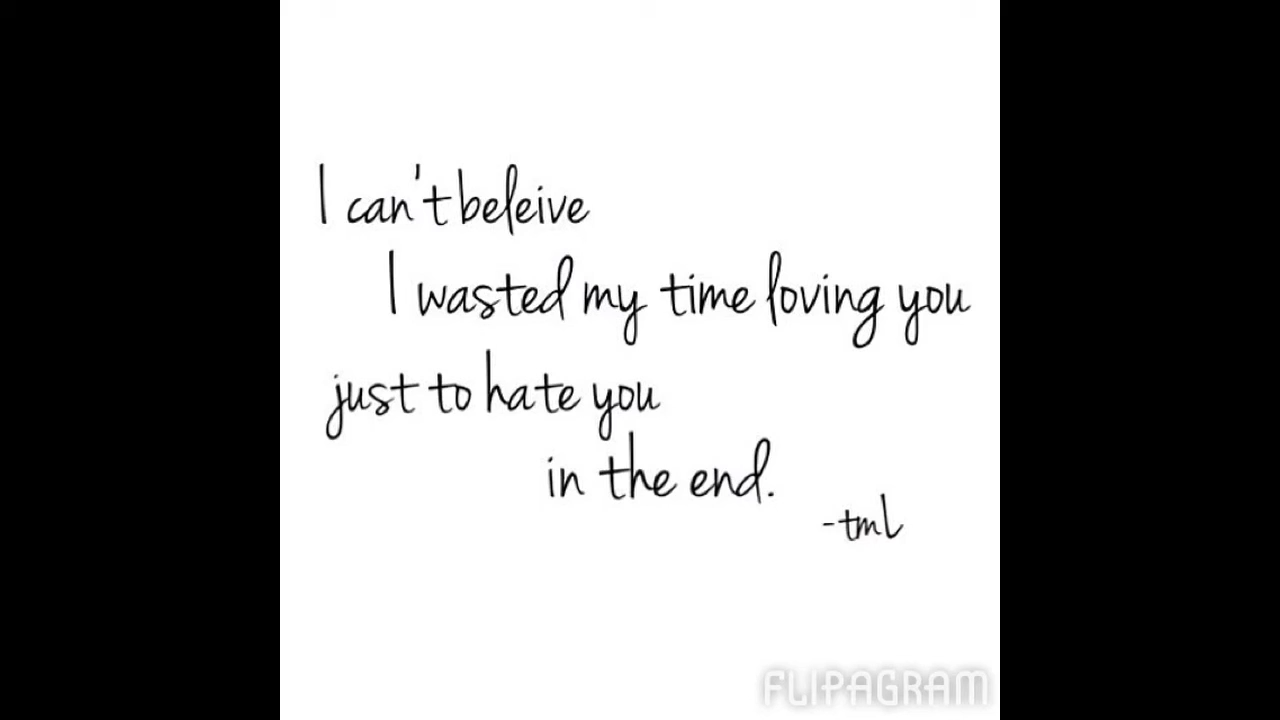 I can't beleive
I wasted my time loving you
just to hate you
in the end.
-tml
FLIPAGRAM